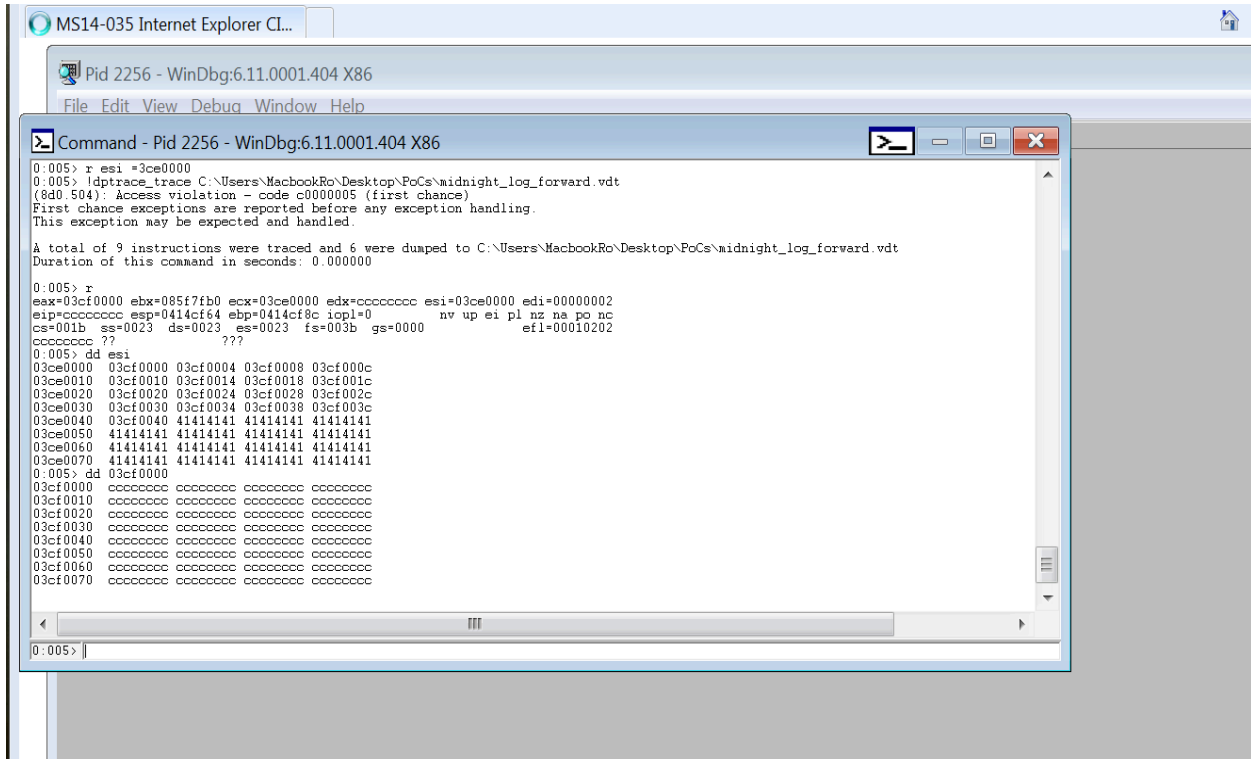 MS14-035 Internet Explorer CI...
Pid 2256 - WinDbg:6.11.0001.404 X86
File Edit View Debug Window Help
Command - Pid 2256 - WinDbg:6.11.0001.404 X86
0:005> r esi =3ce0000
0:005> !dptrace_trace C:\Users\MacbookRo\Desktop\PoCs\midnight_log_forward.vdt
(8d0.504): Access violation - code c0000005 (first chance)
First chance exceptions are reported before any exception handling.
This exception may be expected and handled.
A total of 9 instructions were traced and 6 were dumped to C:\Users\MacbookRo\Desktop\PoCs\midnight_log_forward.vdt
Duration of this command in seconds: 0.000000
0:005> r
eax=03cf0000 ebx=085f7fb0 ecx=03ce0000 edx=cccccccc esi=03ce0000 edi=00000002
eip=cccccccc esp=0414cf64 ebp=0414cf8c iopl=0 nv up ei pl nz na po nc
cs=001b ss=0023 ds=0023 es=0023 fs=003b gs=0000 efl=00010202
cccccccc ?? ???
0:005> dd esi
03ce0000 03cf0000 03cf0004 03cf0008 03cf000c
03ce0010 03cf0010 03cf0014 03cf0018 03cf001c
03ce0020 03cf0020 03cf0024 03cf0028 03cf002c
03ce0030 03cf0030 03cf0034 03cf0038 03cf003c
03ce0040 03cf0040 41414141 41414141 41414141
03ce0050 41414141 41414141 41414141 41414141
03ce0060 41414141 41414141 41414141 41414141
03ce0070 41414141 41414141 41414141 41414141
0:005> dd 03cf0000
03cf0000 cccccccc cccccccc cccccccc cccccccc
03cf0010 cccccccc cccccccc cccccccc cccccccc
03cf0020 cccccccc cccccccc cccccccc cccccccc
03cf0030 cccccccc cccccccc cccccccc cccccccc
03cf0040 cccccccc cccccccc cccccccc cccccccc
03cf0050 cccccccc cccccccc cccccccc cccccccc
03cf0060 cccccccc cccccccc cccccccc cccccccc
03cf0070 cccccccc cccccccc cccccccc cccccccc
0:005>